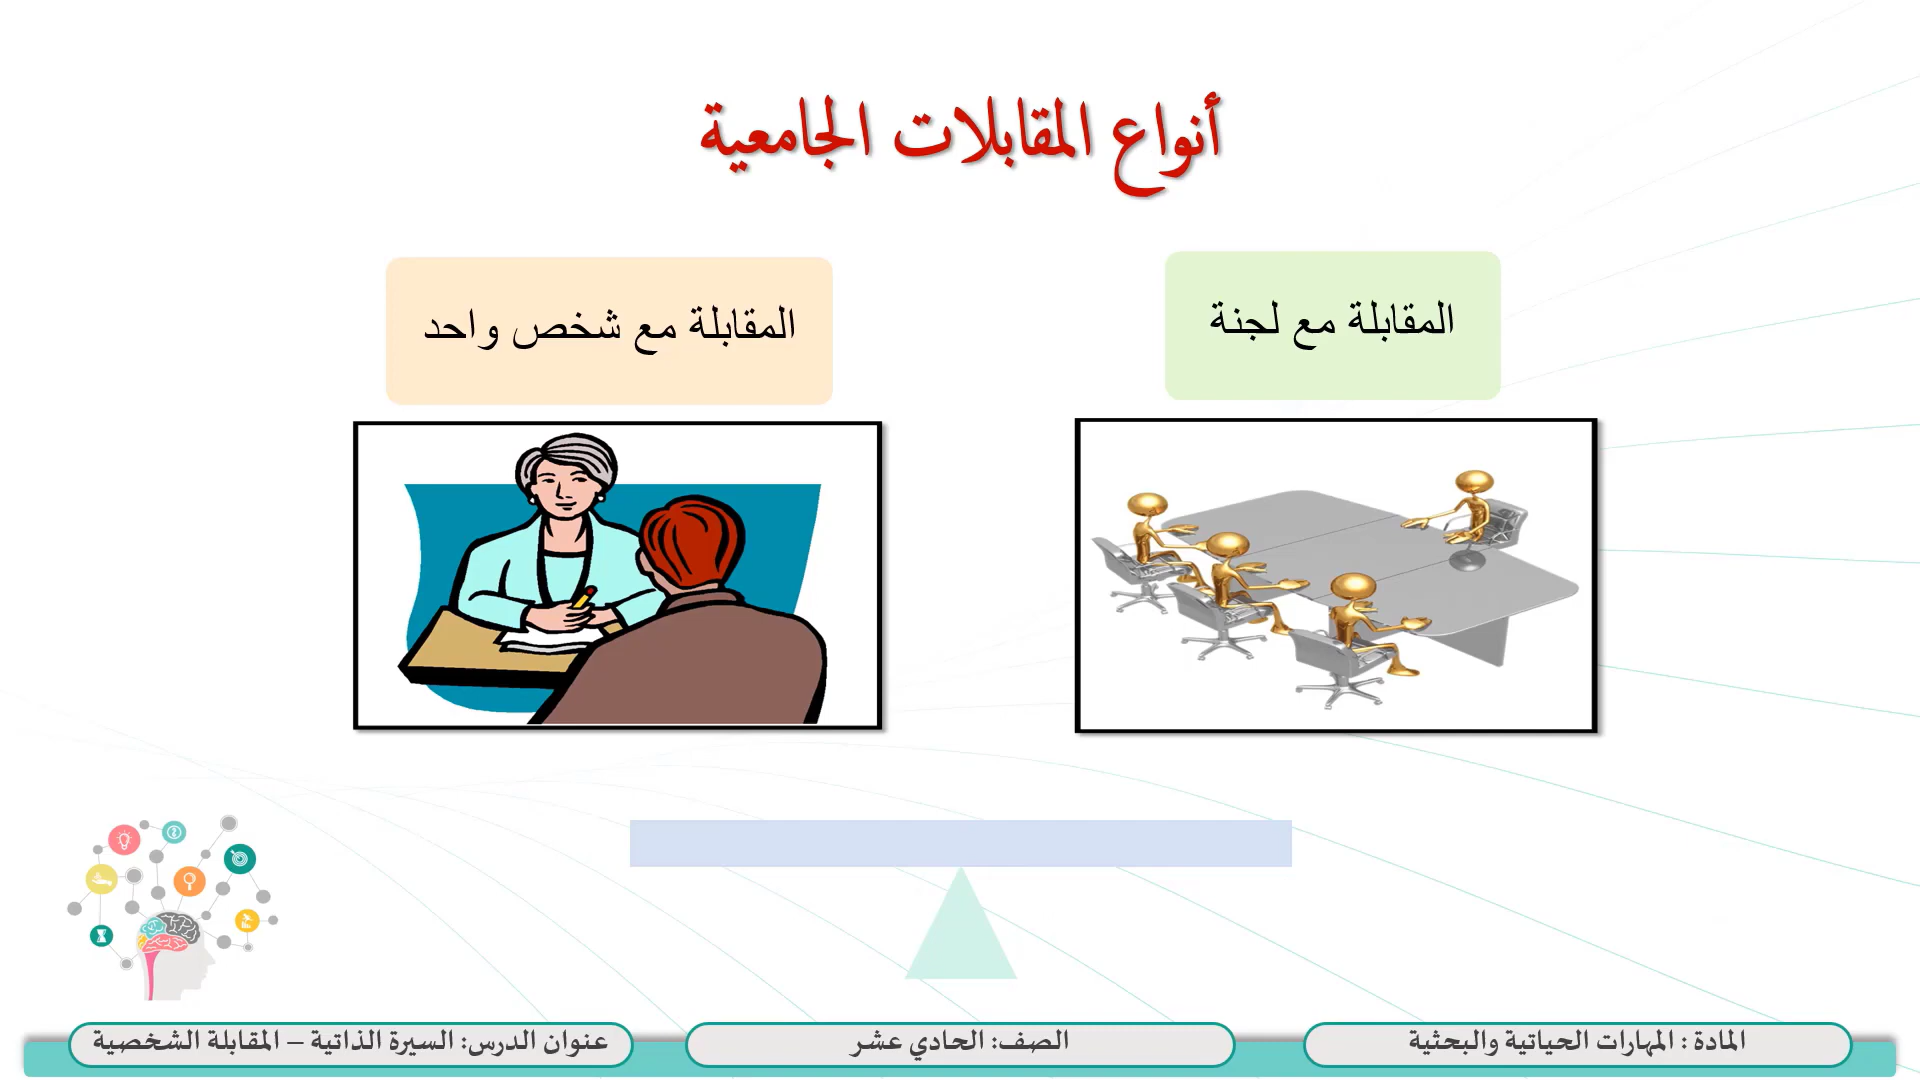 أنواع المقابلات الجامعية
المقابلة مع لجنة
المقابلة مع شخص واحد
المادة : المهارات الحياتية والبحثية
الصف: الحادي عشر
عنوان الدرس: السيرة الذاتية – المقابلة الشخصية